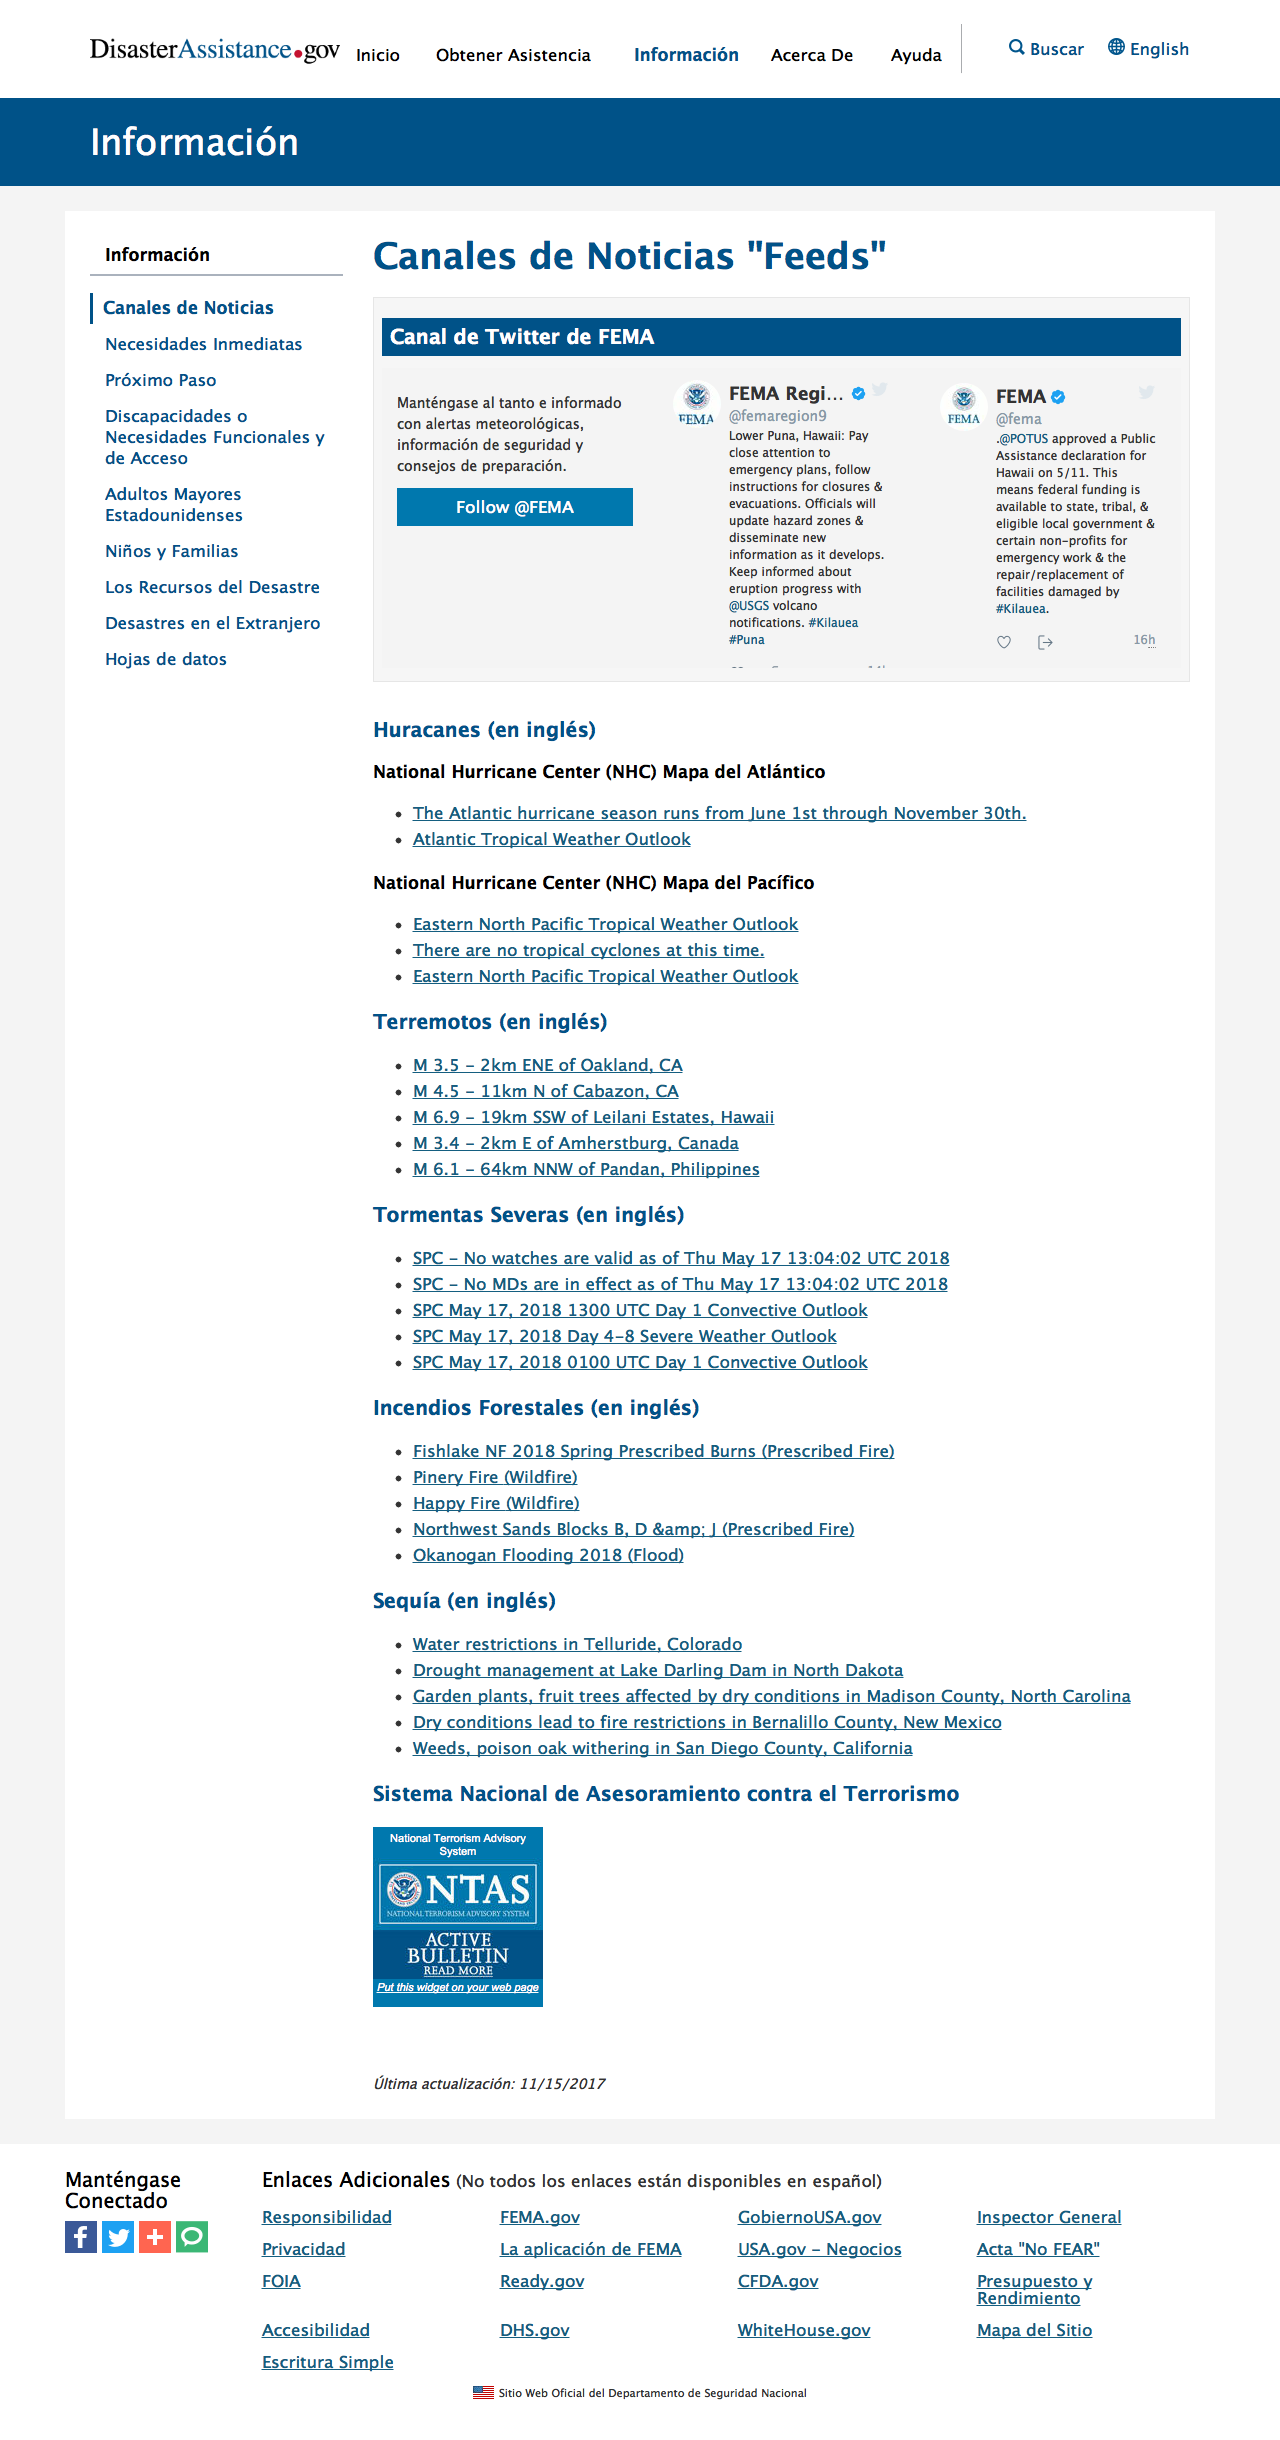 DisasterAssistance.gov
Inicio
Obtener Asistencia
Información
Acerca De
Ayuda
Buscar
English
Información
Información
Canales de Noticias
Necesidades Inmediatas
Próximo Paso
Discapacidades o
Necesidades Funcionales y
de Acceso
Adultos Mayores
Estadounidenses
Niños y Familias
Los Recursos del Desastre
Desastres en el Extranjero
Hojas de datos
Canales de Noticias "Feeds"
Canal de Twitter de FEMA
Manténgase al tanto e informado
con alertas meteorológicas,
información de seguridad y
consejos de preparación.
Follow @FEMA
FEMA
FEMA Regi...
@femaregion9
Lower Puna, Hawaii: Pay
close attention to
emergency plans, follow
instructions for closures &
evacuations. Officials will
update hazard zones &
disseminate new
information as it develops.
Keep informed about
eruption progress with
@USGS volcano
notifications. #Kilauea
#Puna
FEMA
FEMA
@fema
.@POTUS approved a Public
Assistance declaration for
Hawaii on 5/11. This
means federal funding is
available to state, tribal, &
eligible local government &
certain non-profits for
emergency work & the
repair/replacement of
facilities damaged by
#Kilauea.
16h
Huracanes (en inglés)
National Hurricane Center (NHC) Mapa del Atlántico
• The Atlantic hurricane season runs from June 1st through November 30th.
• Atlantic Tropical Weather Outlook
National Hurricane Center (NHC) Mapa del Pacífico
• Eastern North Pacific Tropical Weather Outlook
• There are no tropical cyclones at this time.
• Eastern North Pacific Tropical Weather Outlook
Terremotos (en inglés)
• M 3.5 - 2km ENE of Oakland, CA
• M 4.5 - 11km N of Cabazon, CA
• M 6.9 - 19km SSW of Leilani Estates, Hawaii
• M 3.4 - 2km E of Amherstburg, Canada
• M 6.1 - 64km NNW of Pandan, Philippines
Tormentas Severas (en inglés)
• SPC - No watches are valid as of Thu May 17 13:04:02 UTC 2018
• SPC - No MDs are in effect as of Thu May 17 13:04:02 UTC 2018
• SPC May 17, 2018 1300 UTC Day 1 Convective Outlook
• SPC May 17, 2018 Day 4-8 Severe Weather Outlook
• SPC May 17, 2018 0100 UTC Day 1 Convective Outlook
Incendios Forestales (en inglés)
• Fishlake NF 2018 Spring Prescribed Burns (Prescribed Fire)
• Pinery Fire (Wildfire)
• Happy Fire (Wildfire)
• Northwest Sands Blocks B, D &amp; J (Prescribed Fire)
• Okanogan Flooding 2018 (Flood)
Sequía (en inglés)
• Water restrictions in Telluride, Colorado
• Drought management at Lake Darling Dam in North Dakota
• Garden plants, fruit trees affected by dry conditions in Madison County, North Carolina
• Dry conditions lead to fire restrictions in Bernalillo County, New Mexico
• Weeds, poison oak withering in San Diego County, California
Sistema Nacional de Asesoramiento contra el Terrorismo
National Terrorism Advisory
System
NTAS
NATIONAL TERRORISM ADVISORY SYSTEM
ACTIVE
BULLETIN
READ MORE
Put this widget on your web page
Última actualización: 11/15/2017
Manténgase
Conectado
Enlaces Adicionales (No todos los enlaces están disponibles en español)
Responsibilidad
FEMA.gov
GobiernoUSA.gov
Inspector General
Privacidad
La aplicación de FEMA
USA.gov - Negocios
Acta "No FEAR"
FOIA
Ready.gov
CFDA.gov
Presupuesto y
Rendimiento
Accesibilidad
DHS.gov
WhiteHouse.gov
Mapa del Sitio
Escritura Simple
Sitio Web Oficial del Departamento de Seguridad Nacional